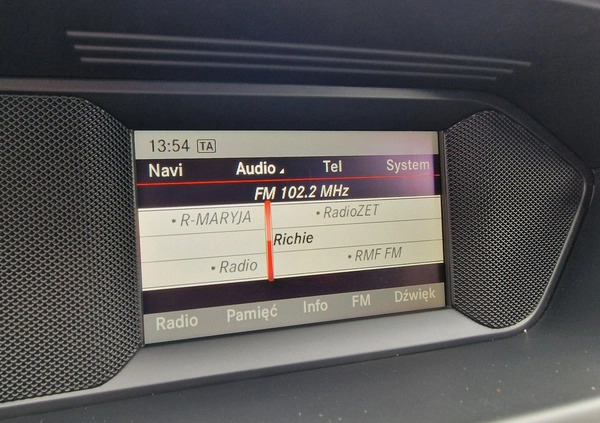 13:54 TA
Navi Audio Tel System
FM 102.2 MHz
• R-MARYJA • RadioZET
Richie
• Radio • RMF FM
Radio Pamięć Info FM Dźwięk